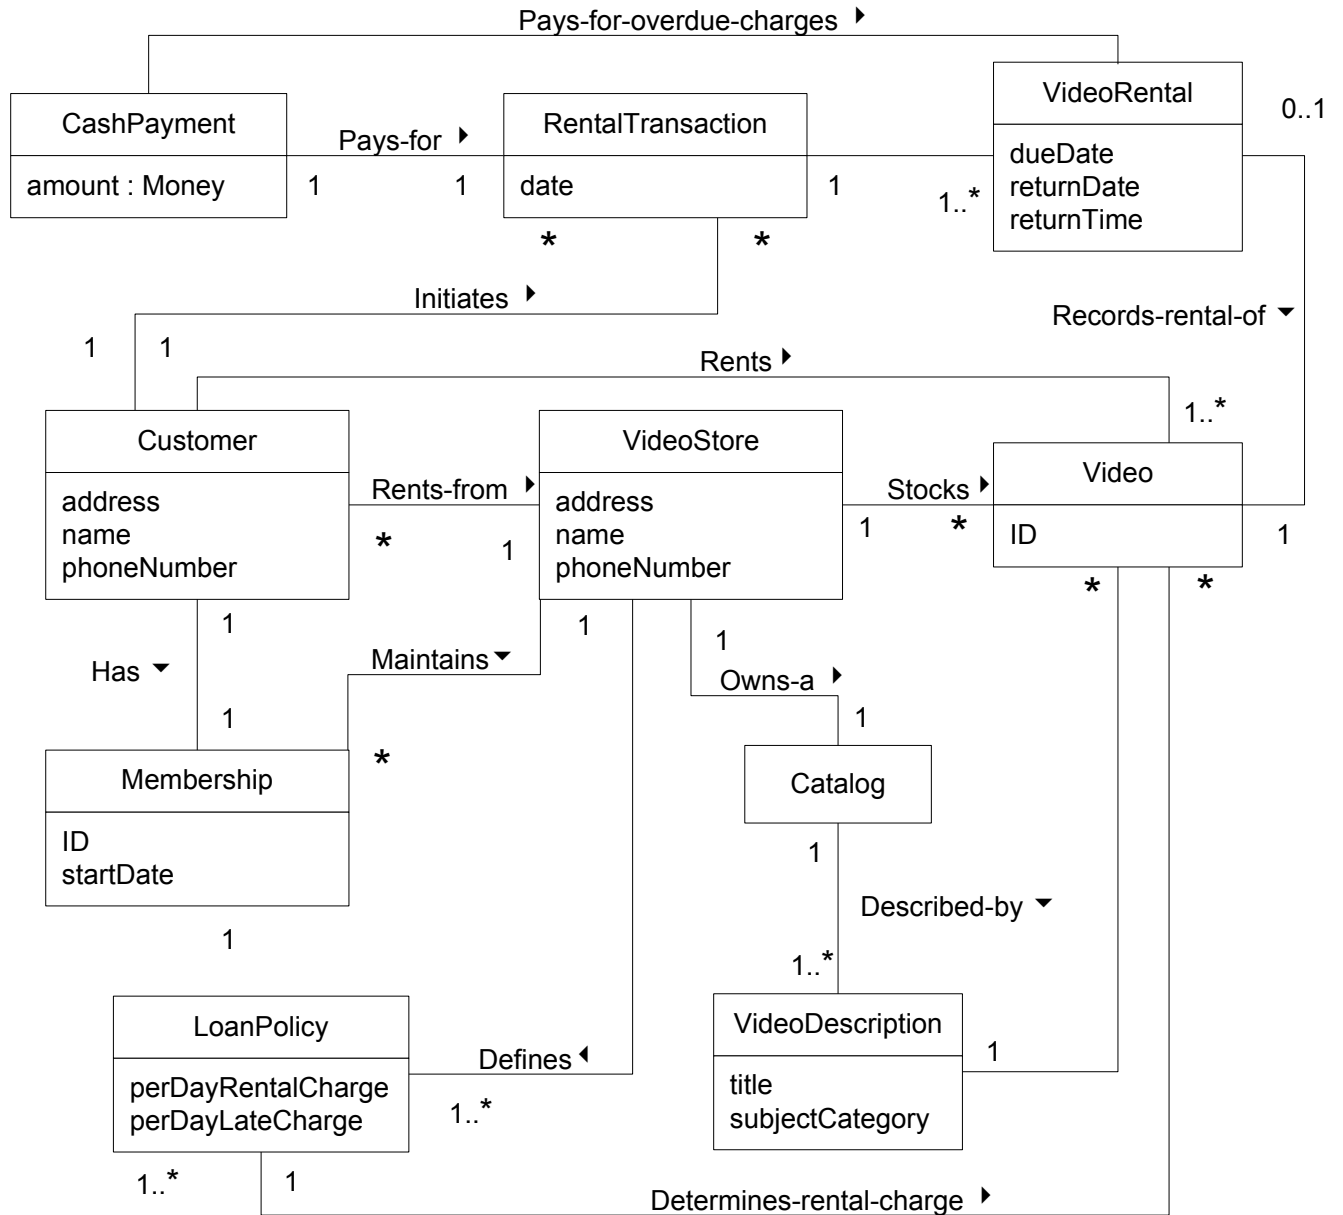 Pays-for-overdue-charges
CashPayment
amount : Money
Pays-for
1
1
RentalTransaction
date
1
1..*
VideoRental
dueDate
returnDate
returnTime
0..1
*
*
Initiates
1
1
Records-rental-of
Rents
1..*
Customer
address
name
phoneNumber
Rents-from
*
1
VideoStore
address
name
phoneNumber
Stocks
1
*
Video
ID
1
*
*
1
1
1
Has
Maintains
Owns-a
1
*
1
Membership
ID
startDate
Catalog
1
1
Described-by
1..*
LoanPolicy
perDayRentalCharge
perDayLateCharge
Defines
1..*
VideoDescription
title
subjectCategory
1
1..*
1
Determines-rental-charge